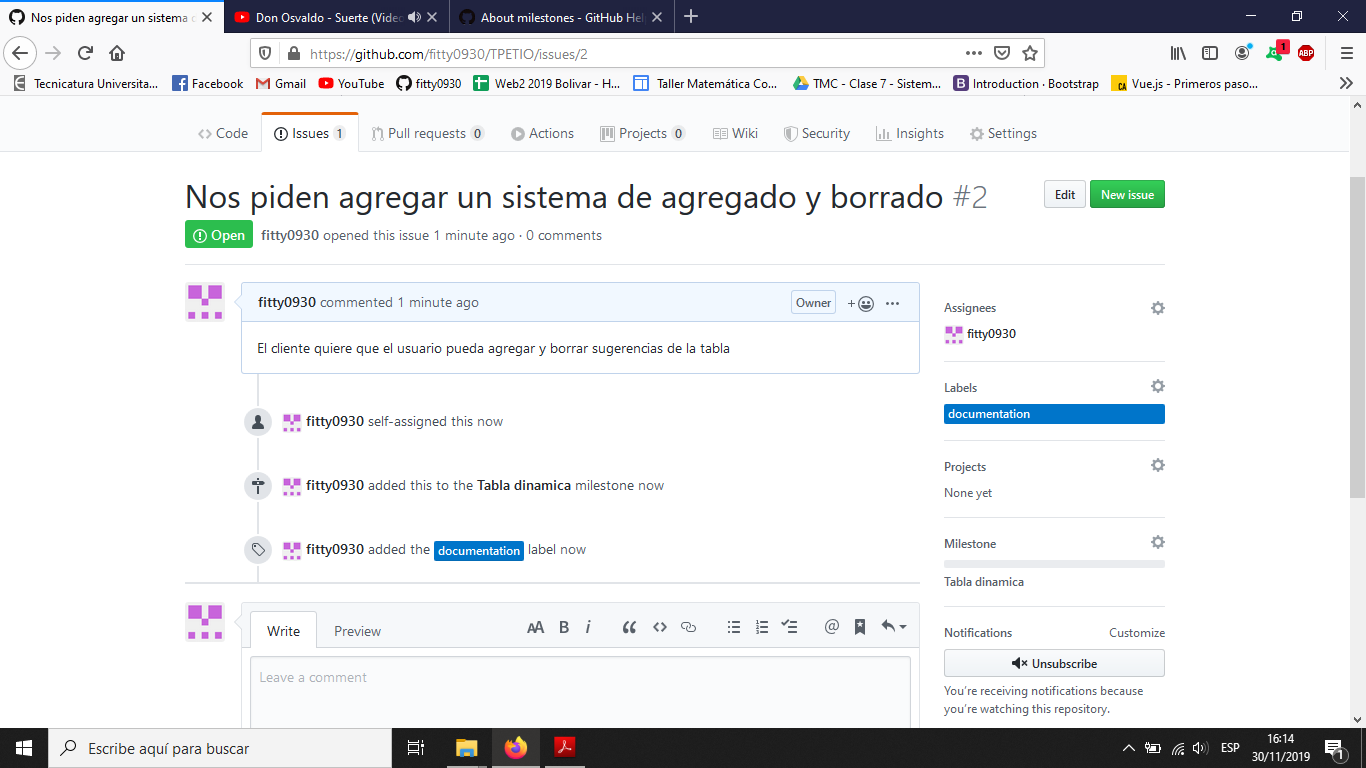 Nos piden agregar un sistema d
Don Osvaldo - Suerte (Video
About milestones - GitHub Hel
https://github.com/fitty0930/TPETIO/issues/2
1
ABP
Tecnicatura Universita...
Facebook
Gmail
YouTube
fitty0930
Web2 2019 Bolivar - H...
Taller Matemática Co...
TMC - Clase 7 - Sistem...
Introduction · Bootstrap
Vue.js - Primeros paso...
Code
Issues 1
Pull requests 0
Actions
Projects 0
Wiki
Security
Insights
Settings
Nos piden agregar un sistema de agregado y borrado #2
Edit
New issue
Open
fitty0930 opened this issue 1 minute ago · 0 comments
fitty0930 commented 1 minute ago
Owner
El cliente quiere que el usuario pueda agregar y borrar sugerencias de la tabla
fitty0930 self-assigned this now
fitty0930 added this to the Tabla dinamica milestone now
fitty0930 added the documentation label now
Assignees
fitty0930
Labels
documentation
Projects
None yet
Milestone
Tabla dinamica
Notifications
Customize
Unsubscribe
You're receiving notifications because
you're watching this repository.
Write
Preview
AA B i
Leave a comment
Escribe aquí para buscar
ESP
16:14
30/11/2019
1